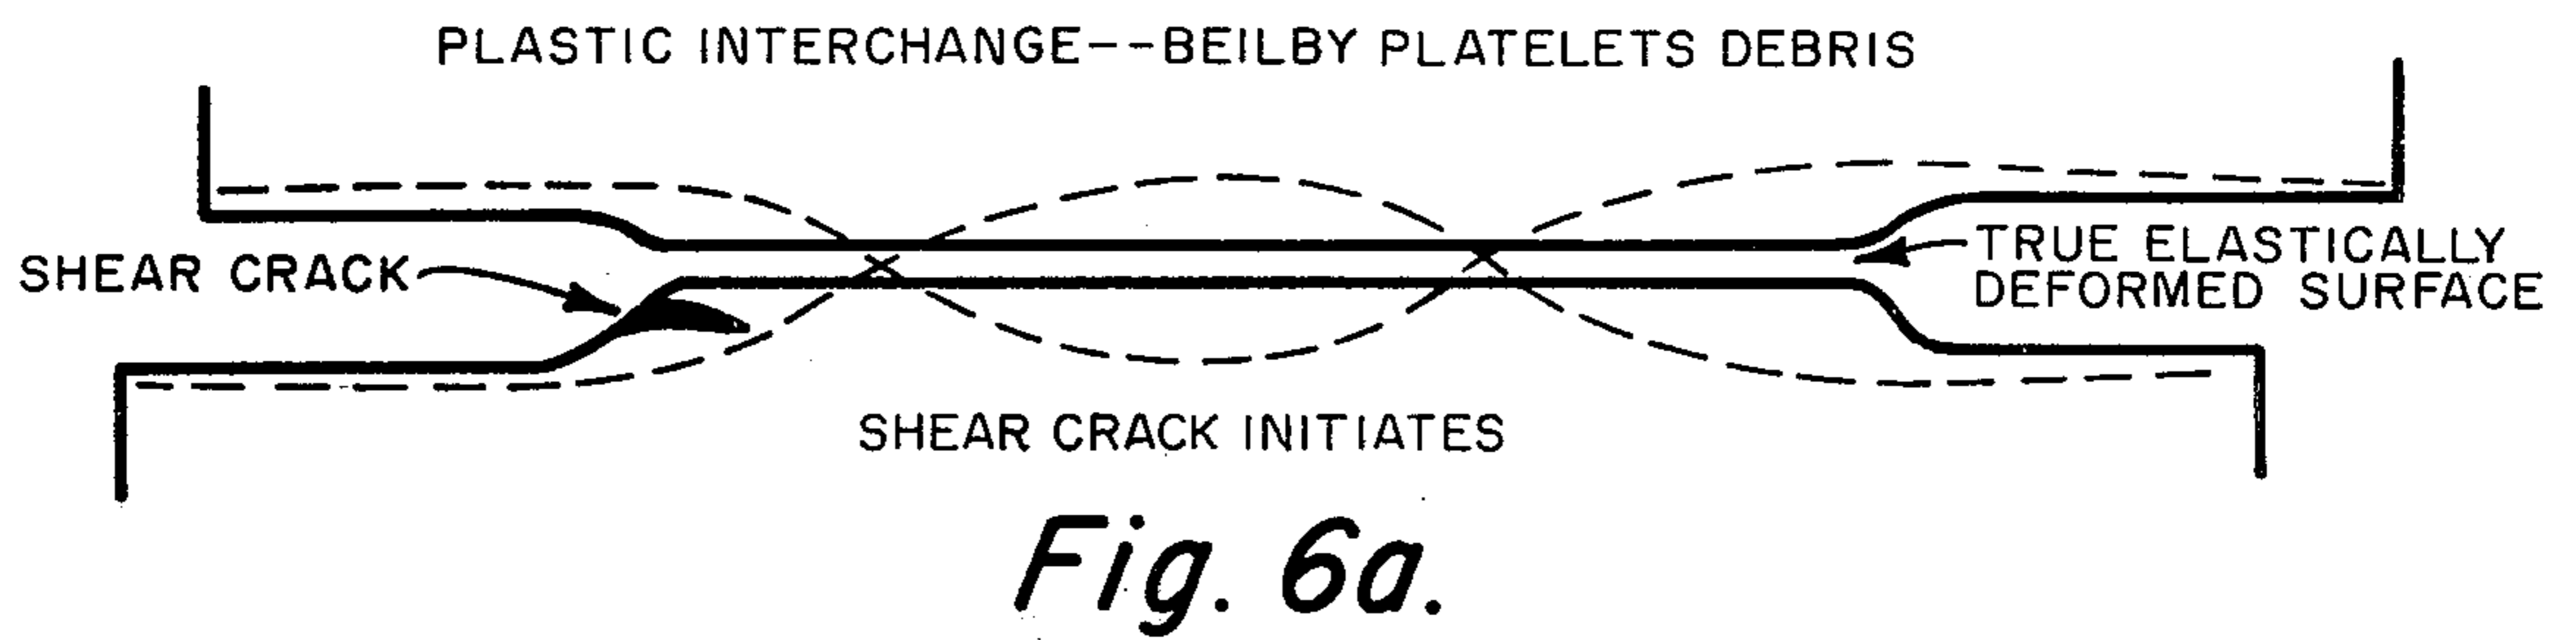 PLASTIC INTERCHANGE--BEILBY PLATELETS DEBRIS
SHEAR CRACK
TRUE ELASTICALLY
DEFORMED SURFACE
SHEAR CRACK INITIATES
Fig. 6a.